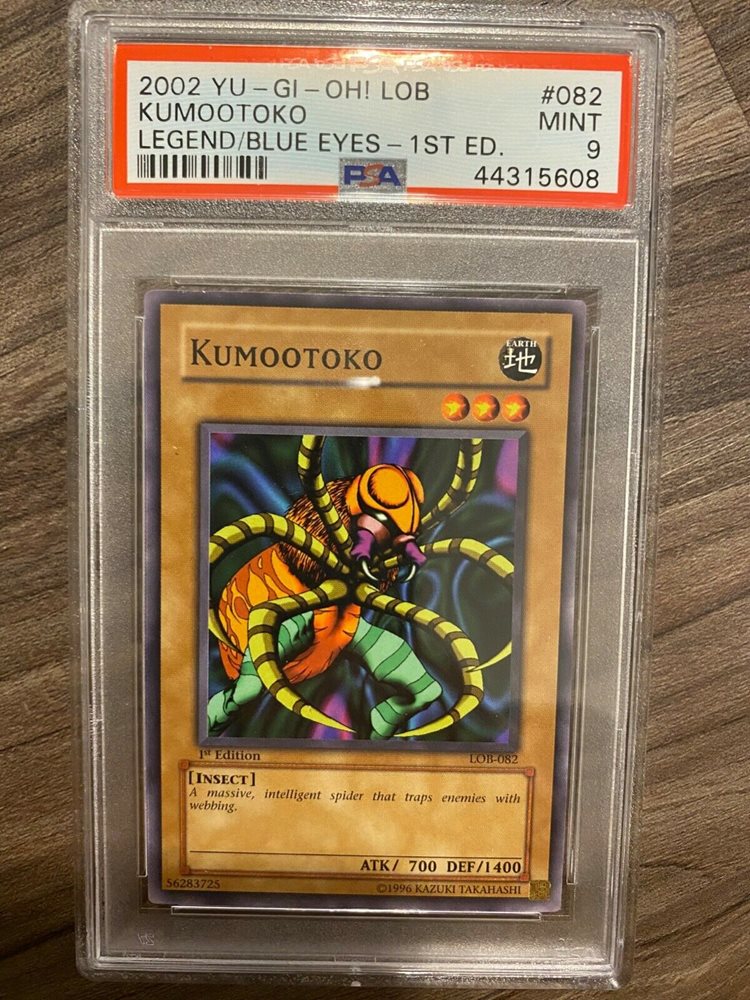 2002 YU-GI-OH! LOB #082
KUMOOTOKO MINT
LEGEND/BLUE EYES-1ST ED. 9
PSA 44315608
KUMOOTOKO EARTH 地
1st Edition LOB-082
[INSECT]
A massive, intelligent spider that traps enemies with
webbing.
ATK/ 700 DEF/1400
56283725 ©1996 KAZUKI TAKAHASHI